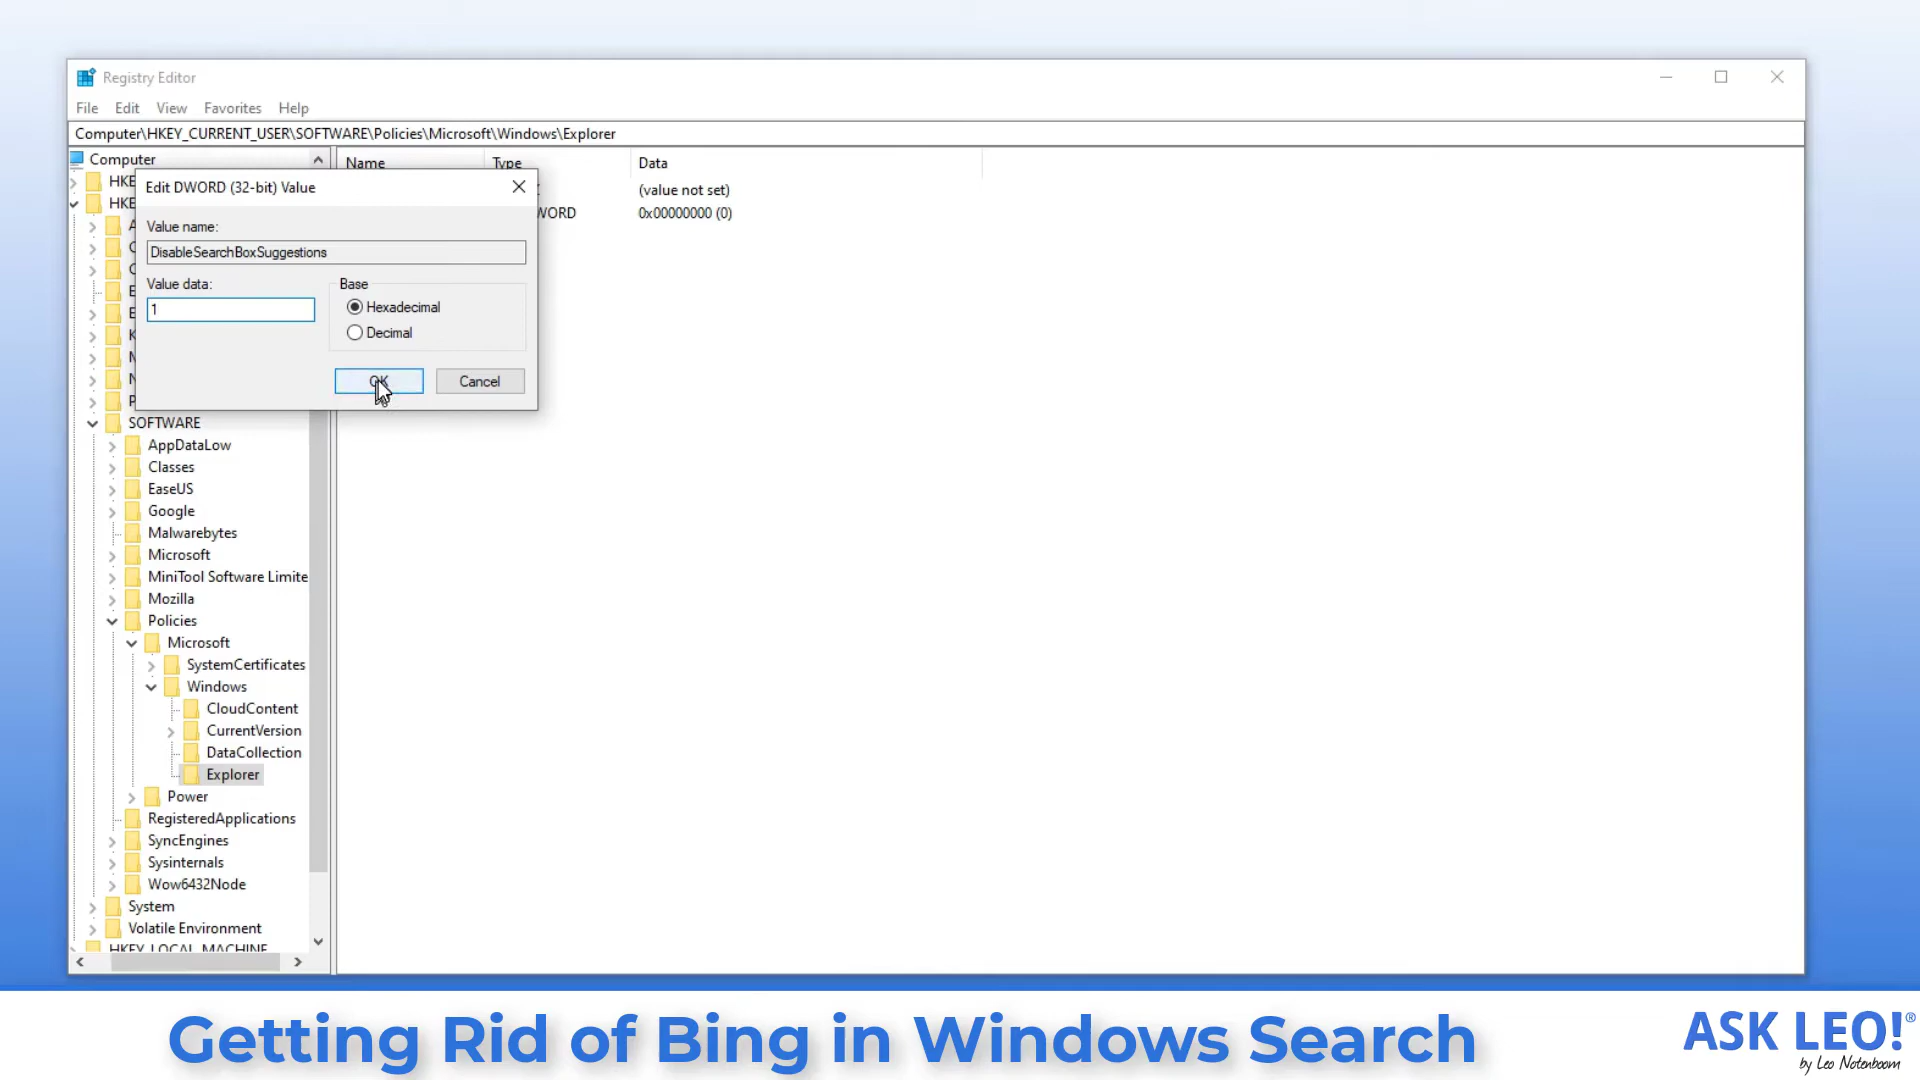 Registry Editor
File Edit View Favorites Help
Computer\HKEY_CURRENT_USER\SOFTWARE\Policies\Microsoft\Windows\Explorer
Computer
Name Type Data
HKE
(value not set)
HKE
WORD 0x00000000 (0)
Edit DWORD (32-bit) Value
Value name:
DisableSearchBoxSuggestions
Value data:
1
Base
Hexadecimal
Decimal
OK Cancel
A
C
C
E
E
K
N
P
SOFTWARE
AppDataLow
Classes
EaseUS
Google
Malwarebytes
Microsoft
MiniTool Software Limite
Mozilla
Policies
Microsoft
SystemCertificates
Windows
CloudContent
CurrentVersion
DataCollection
Explorer
Power
RegisteredApplications
SyncEngines
Sysinternals
Wow6432Node
System
Volatile Environment
HKEY_LOCAL_MACHINE
Getting Rid of Bing in Windows Search
ASK LEO!®
by Leo Notenboom